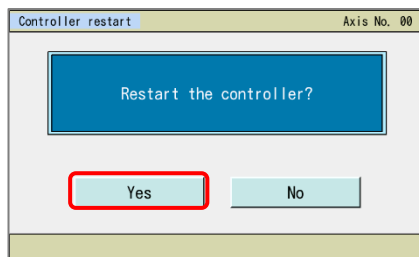 Controller restart Axis No. 00
Restart the controller?
Yes No